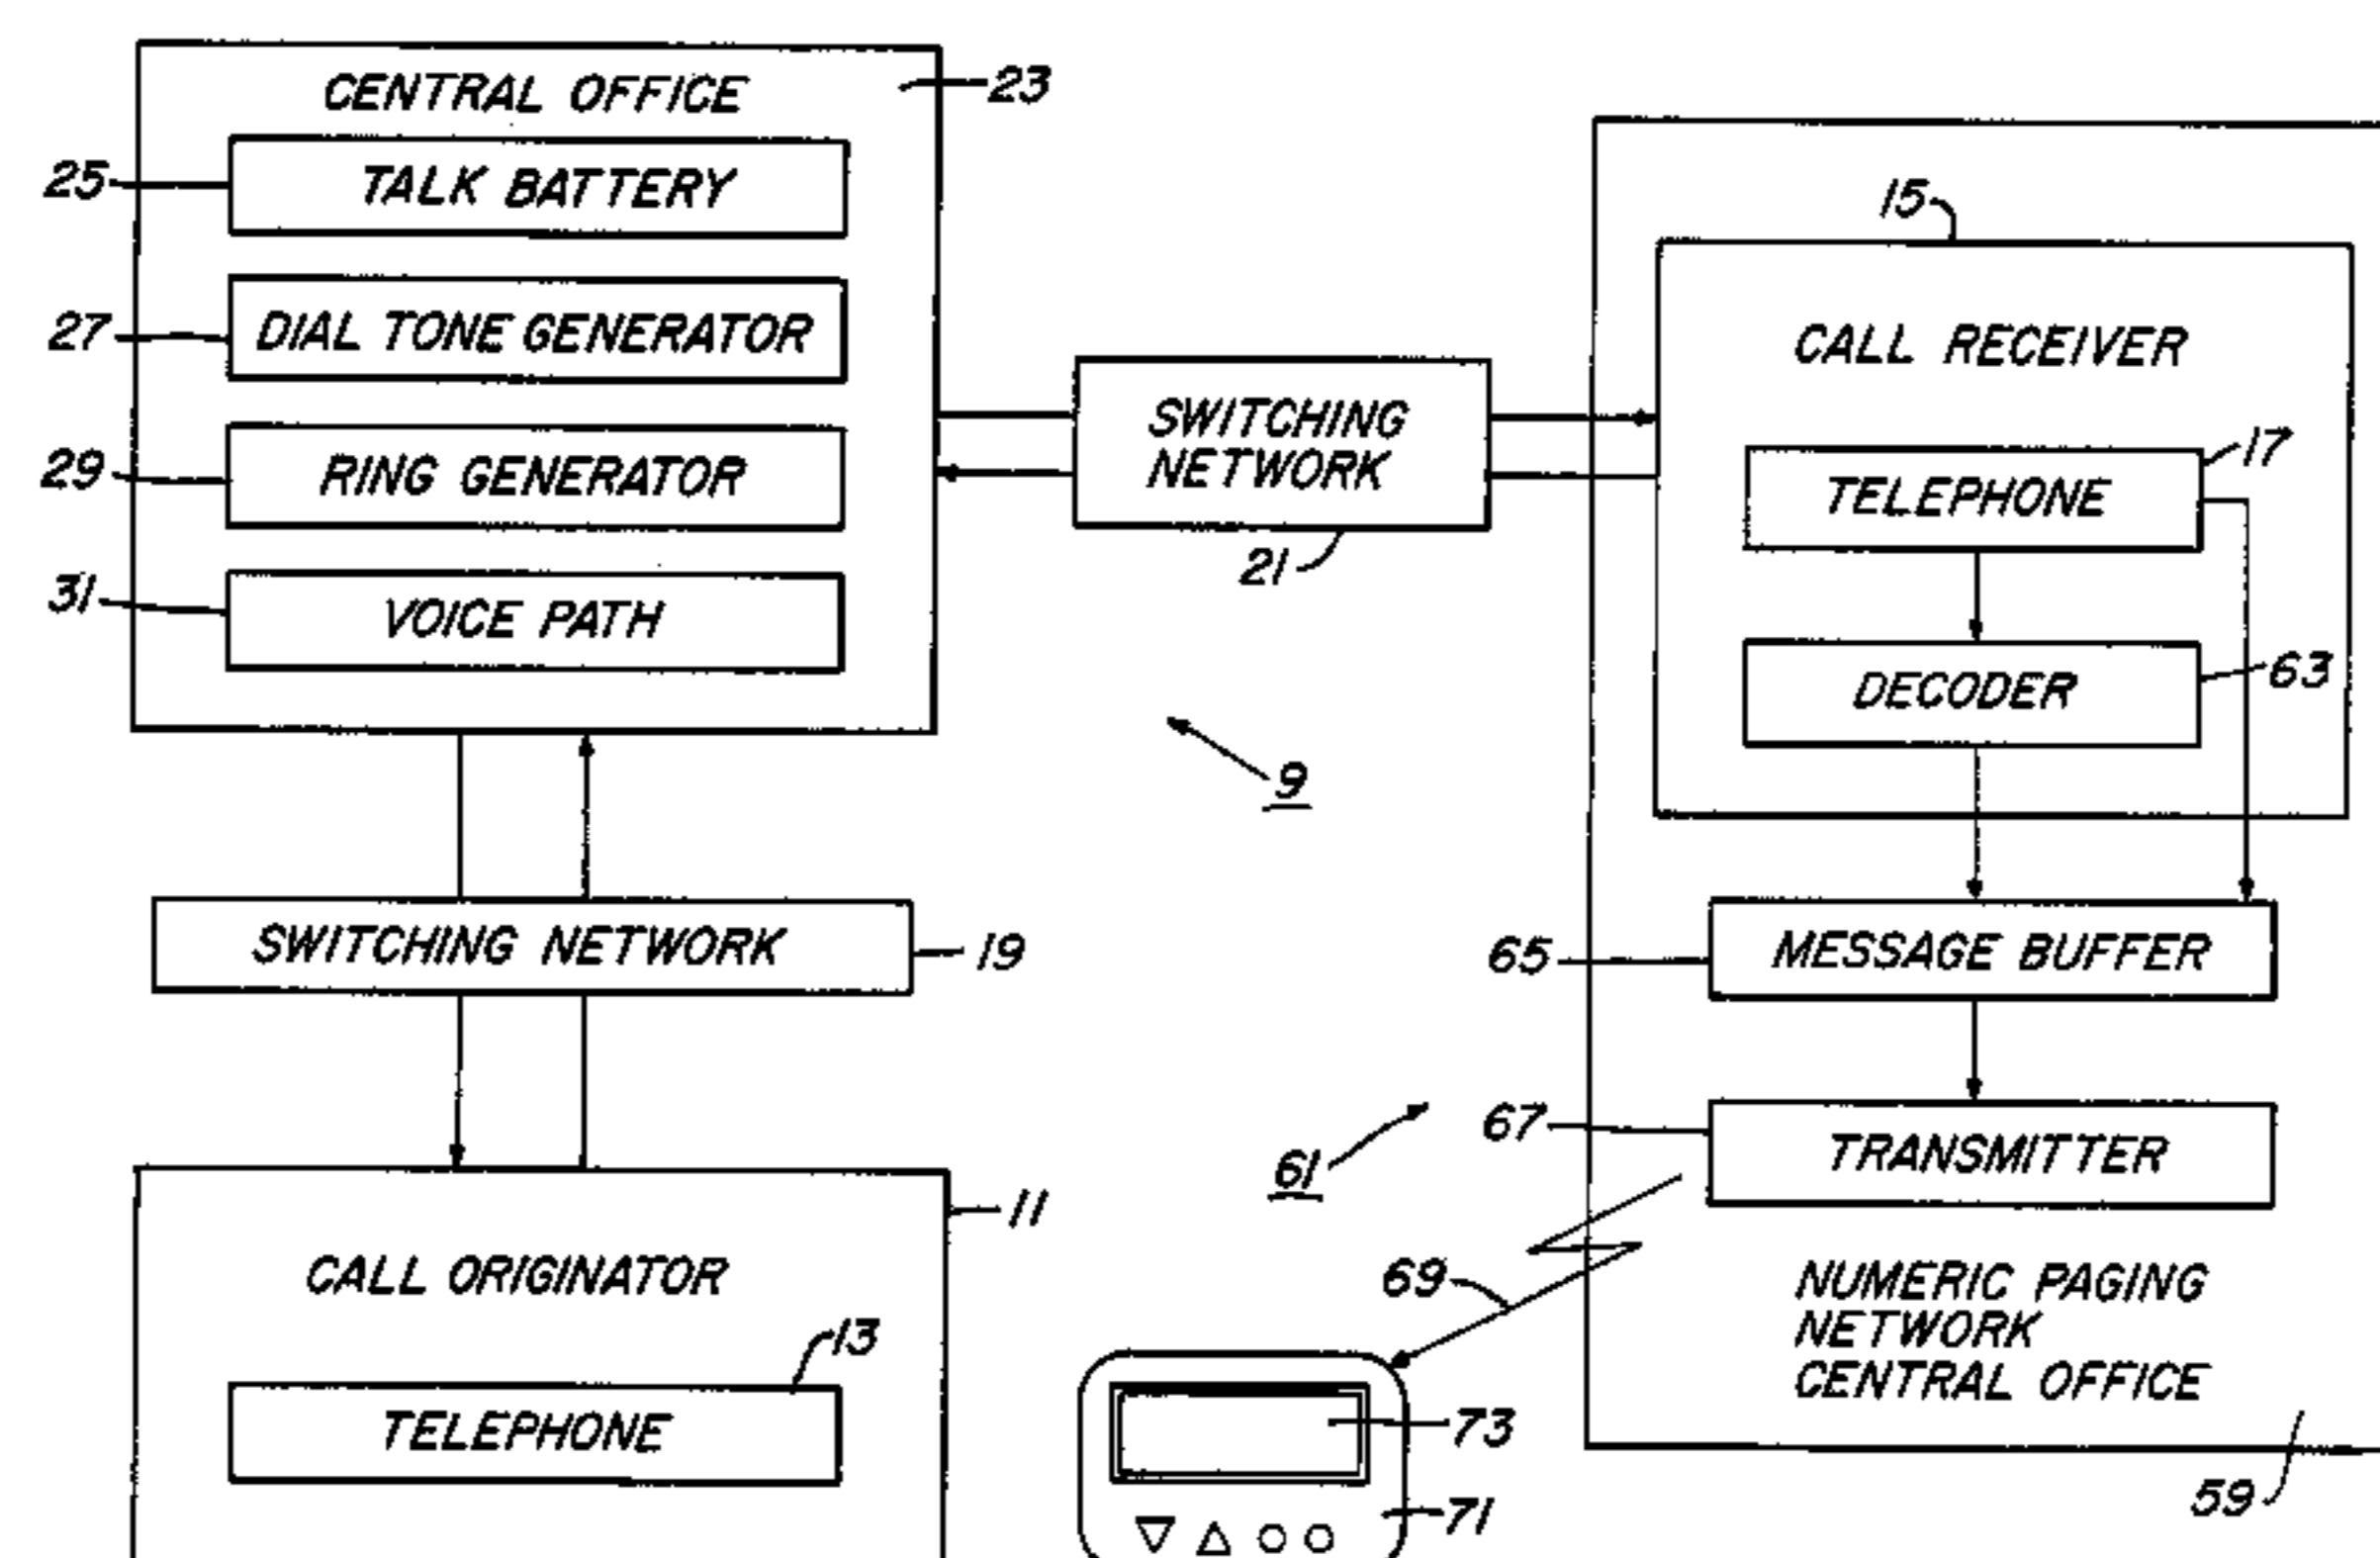 CENTRAL OFFICE
23
25
TALK BATTERY
27
DIAL TONE GENERATOR
29
RING GENERATOR
31
VOICE PATH
SWITCHING
NETWORK
21
15
CALL RECEIVER
17
TELEPHONE
DECODER
63
9
SWITCHING NETWORK
19
65
MESSAGE BUFFER
67
TRANSMITTER
61
11
CALL ORIGINATOR
13
TELEPHONE
69
73
71
NUMERIC PAGING
NETWORK
CENTRAL OFFICE
59